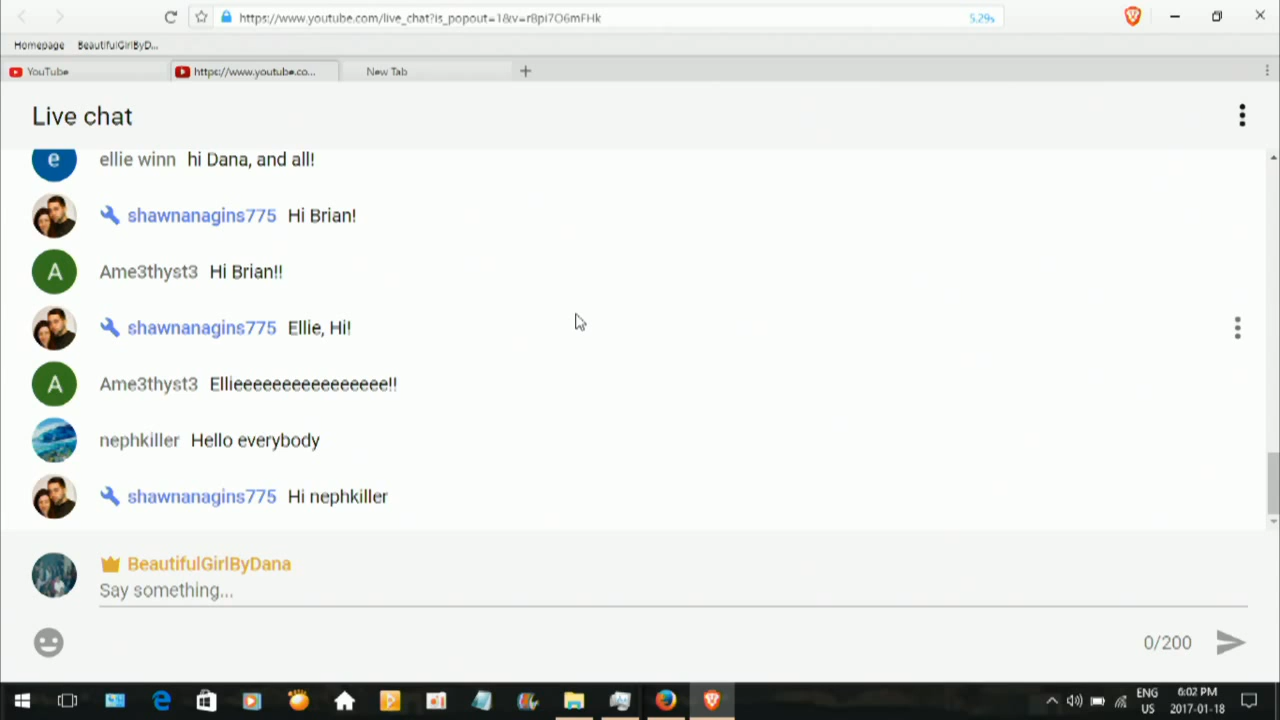 https://www.youtube.com/live_chat?is_popout=1&v=r8pi7O6mFHk 5.29s
Homepage BeautifulGirlByD...
YouTube https://www.youtube.co... New Tab
Live chat
e ellie winn hi Dana, and all!
shawnanagins775 Hi Brian!
A Ame3thyst3 Hi Brian!!
shawnanagins775 Ellie, Hi!
A Ame3thyst3 Ellieeeeeeeeeeeeeeee!!
nephkiller Hello everybody
shawnanagins775 Hi nephkiller
BeautifulGirlByDana
Say something...
0/200
ENG 6:02 PM
US 2017-01-18